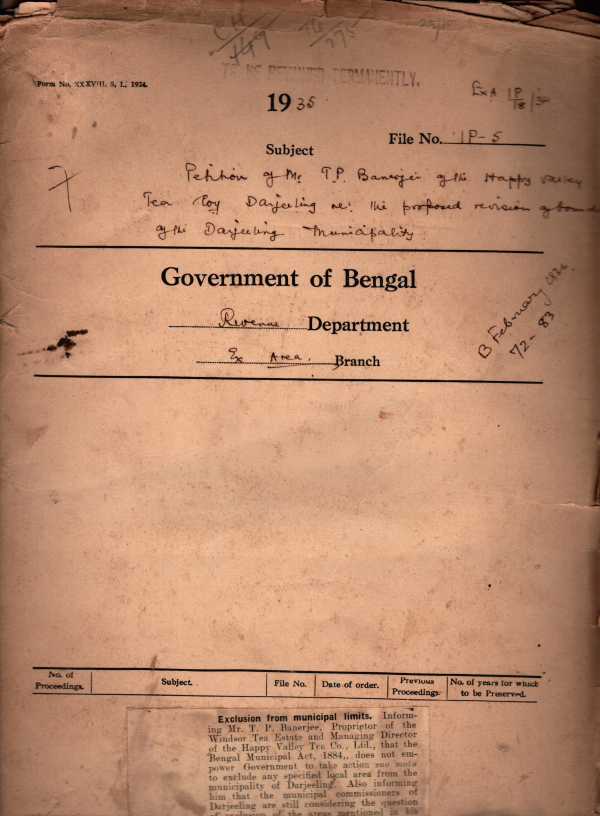 CH/449 TU/275
TO BE RETAINED PERMANENTLY.
Form No. XXXVIII. S, L, 1924.
1935
Ex A 1P
File No. 1P-5
Subject
Petition of Mr T.P. Banerjee of the Happy Valley
Tea Coy Darjeeling re: the proposed revision of
of the Darjeeling Municipality
Government of Bengal
Revenue Department
Ex Area. Branch
B February 1936.
72-83
No. of
Proceedings.
Subject.
File No.
Date of order.
Previous
Proceedings.
No. of years for which
to be Preserved.
Exclusion from municipal limits. Inform-
ing Mr. T. P. Banerjee, Proprietor of the
Windsor Tea Estate and Managing Director
of the Happy Valley Tea Co., Ltd., that the
Bengal Municipal Act, 1884,, does not em-
power Government to take action suo motu
to exclude any specified local area from the
municipality of Darjeeling. Also informing
him that the municipal commissioners of
Darjeeling are still considering the question
of exclusion of the areas mentioned in his